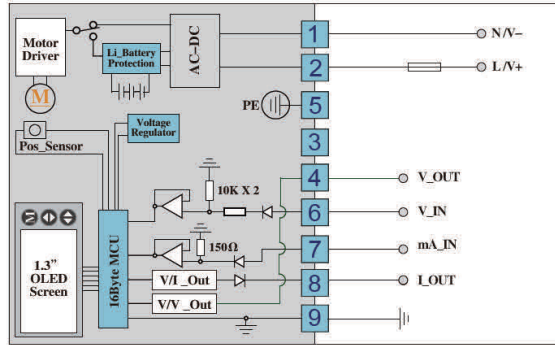 Motor
Driver
M
Li_Battery
Protection
AC-DC
1
N/V-
2
L/V+
PE
5
3
Pos_Sensor
Voltage
Regulator
4
V_OUT
10K X 2
6
V_IN
150Ω
7
mA_IN
1.3"
OLED
Screen
16Byte MCU
V/I _Out
8
I_OUT
V/V _Out
9